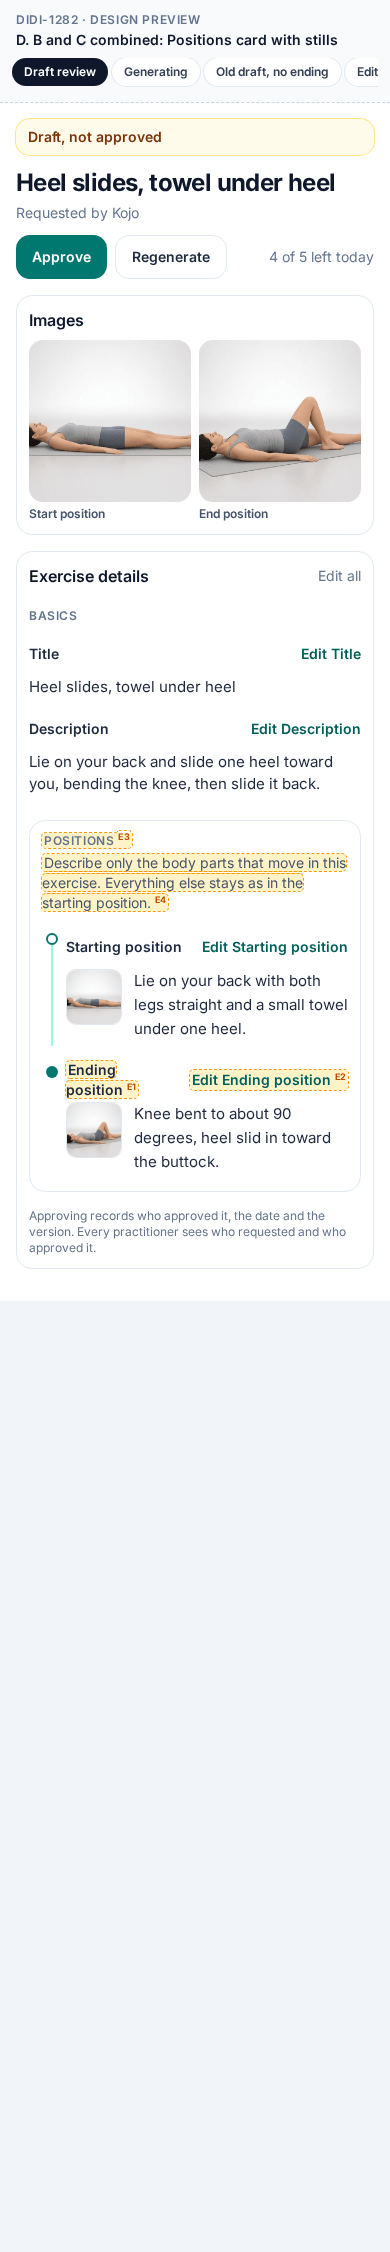 DIDI-1282 · DESIGN PREVIEW
D. B and C combined: Positions card with stills
Draft review
Generating
Old draft, no ending
Edit
Draft, not approved
Heel slides, towel under heel
Requested by Kojo
Approve
Regenerate
4 of 5 left today
Images
Start position
End position
Exercise details
Edit all
BASICS
Title
Edit Title
Heel slides, towel under heel
Description
Edit Description
Lie on your back and slide one heel toward
you, bending the knee, then slide it back.
POSITIONS E3
Describe only the body parts that move in this
exercise. Everything else stays as in the
starting position. E4
Starting position
Edit Starting position
Lie on your back with both
legs straight and a small towel
under one heel.
Ending
position E1
Edit Ending position E2
Knee bent to about 90
degrees, heel slid in toward
the buttock.
Approving records who approved it, the date and the
version. Every practitioner sees who requested and who
approved it.